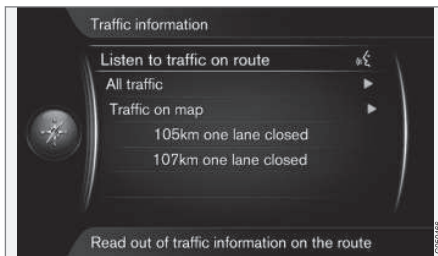 Traffic information
Listen to traffic on route
All traffic
Traffic on map
105km one lane closed
107km one lane closed
Read out of traffic information on the route